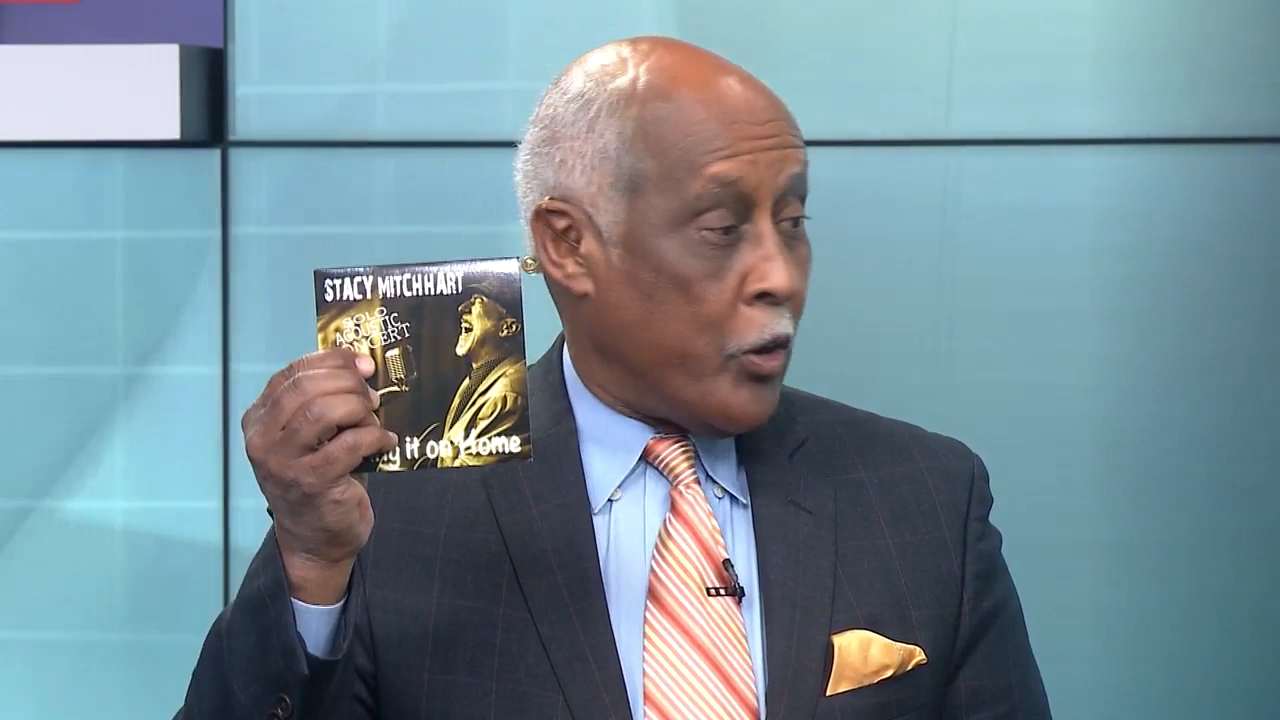 STACY MITCHHART
SOLO
ACOUSTIC
CONCERT
it on Home